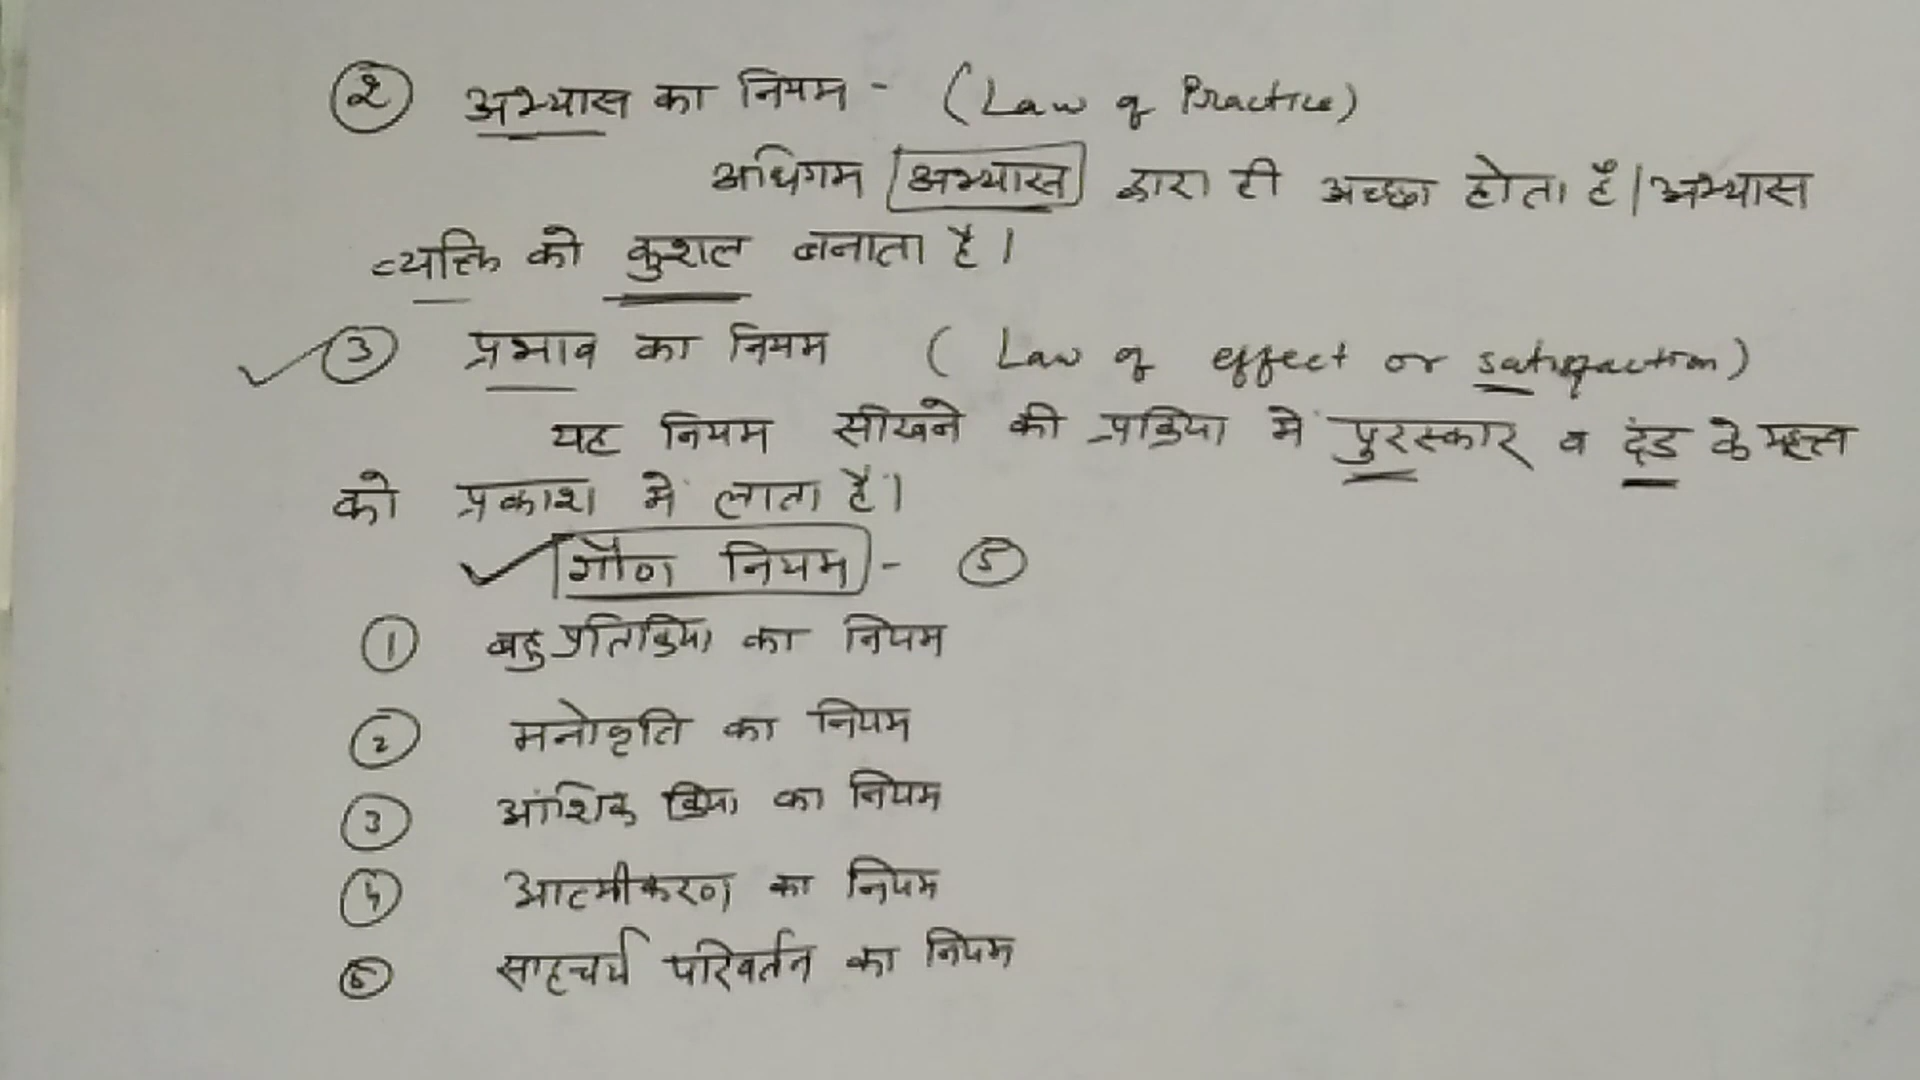 ② अभ्यास का नियम - (Law of Practice)
अधिगम अभ्यास द्वारा ही अच्छा होता है। अभ्यास
व्यक्ति को कुशल बनाता है।
③ प्रभाव का नियम (Law of effect or satisfaction)
यह नियम सीखने की प्रक्रिया में पुरस्कार व दंड के महत्व
को प्रकाश में लाता है।
गौण नियम - ⑤
① बहु प्रतिक्रिया का नियम
② मनोवृति का नियम
③ आंशिक क्रिया का नियम
④ आत्मीकरण का नियम
⑤ साहचर्य परिवर्तन का नियम